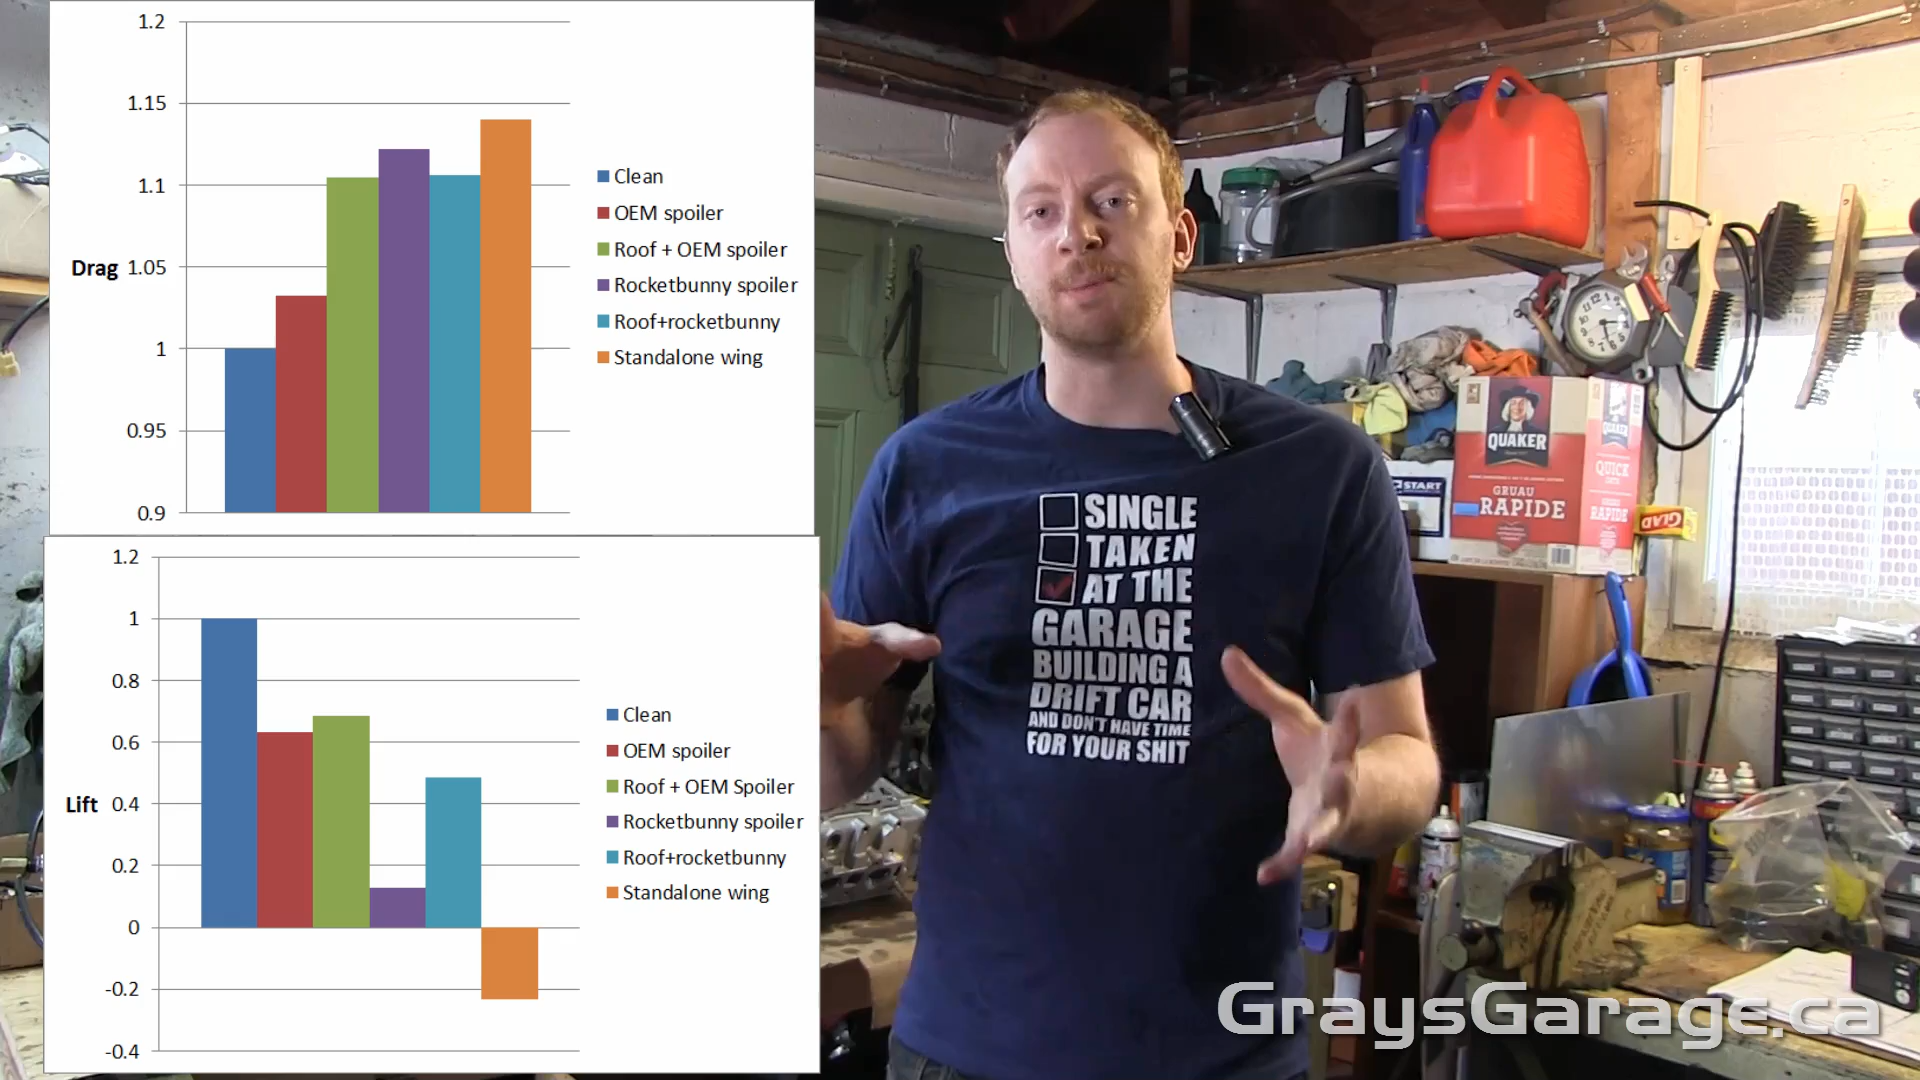 1.2
1.15
1.1
Drag 1.05
1
0.95
0.9
Clean
OEM spoiler
Roof + OEM spoiler
Rocketbunny spoiler
Roof+rocketbunny
Standalone wing
1.2
1
0.8
0.6
Lift 0.4
0.2
0
-0.2
-0.4
Clean
OEM spoiler
Roof + OEM Spoiler
Rocketbunny spoiler
Roof+rocketbunny
Standalone wing
SINGLE
TAKEN
AT THE
GARAGE
BUILDING A
DRIFT CAR
AND DON'T HAVE TIME
FOR YOUR SHIT
QUAKER
GRUAU
RAPIDE
QUAKER
QUICK
RAPIDE
START
GLAD
GraysGarage.ca